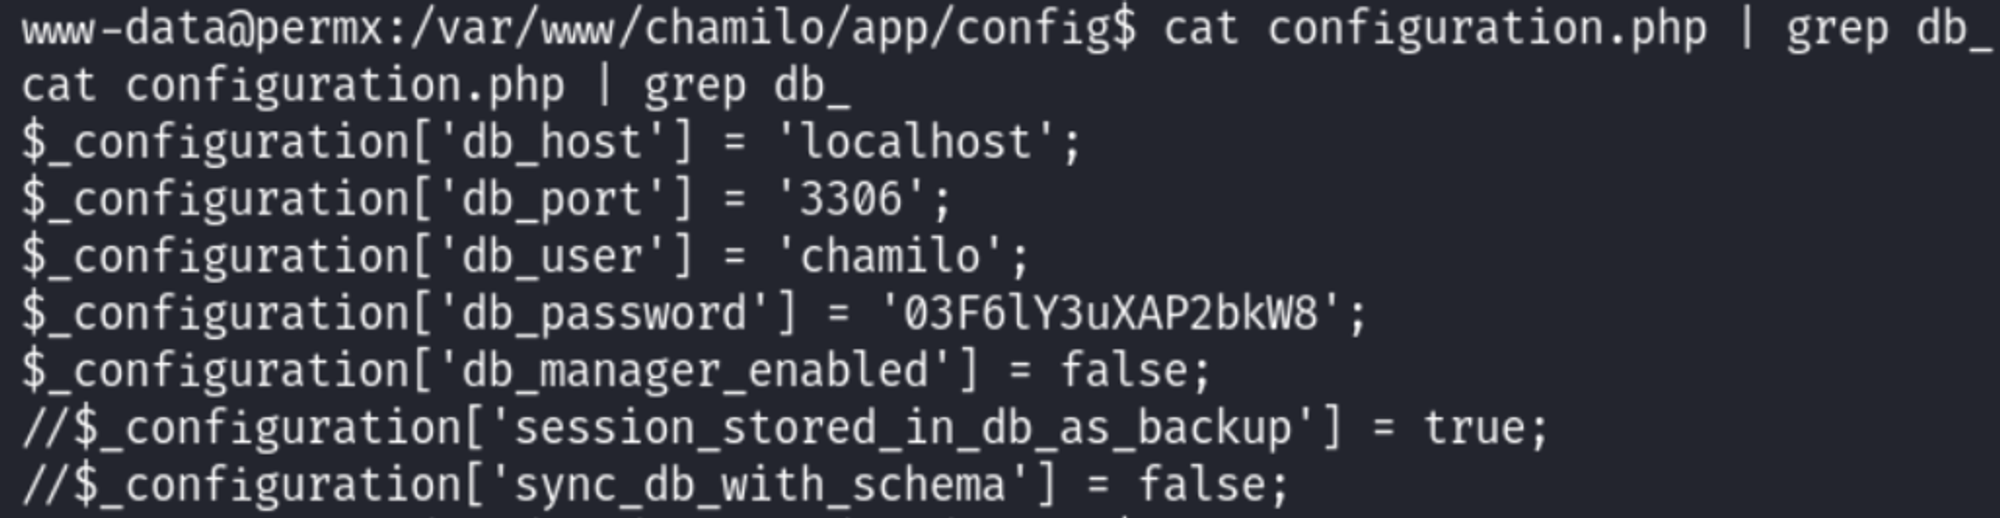 www-data@permx:/var/www/chamilo/app/config$ cat configuration.php | grep db_
cat configuration.php | grep db_
$_configuration['db_host'] = 'localhost';
$_configuration['db_port'] = '3306';
$_configuration['db_user'] = 'chamilo';
$_configuration['db_password'] = '03F6lY3uXAP2bkW8';
$_configuration['db_manager_enabled'] = false;
//$_configuration['session_stored_in_db_as_backup'] = true;
//$_configuration['sync_db_with_schema'] = false;